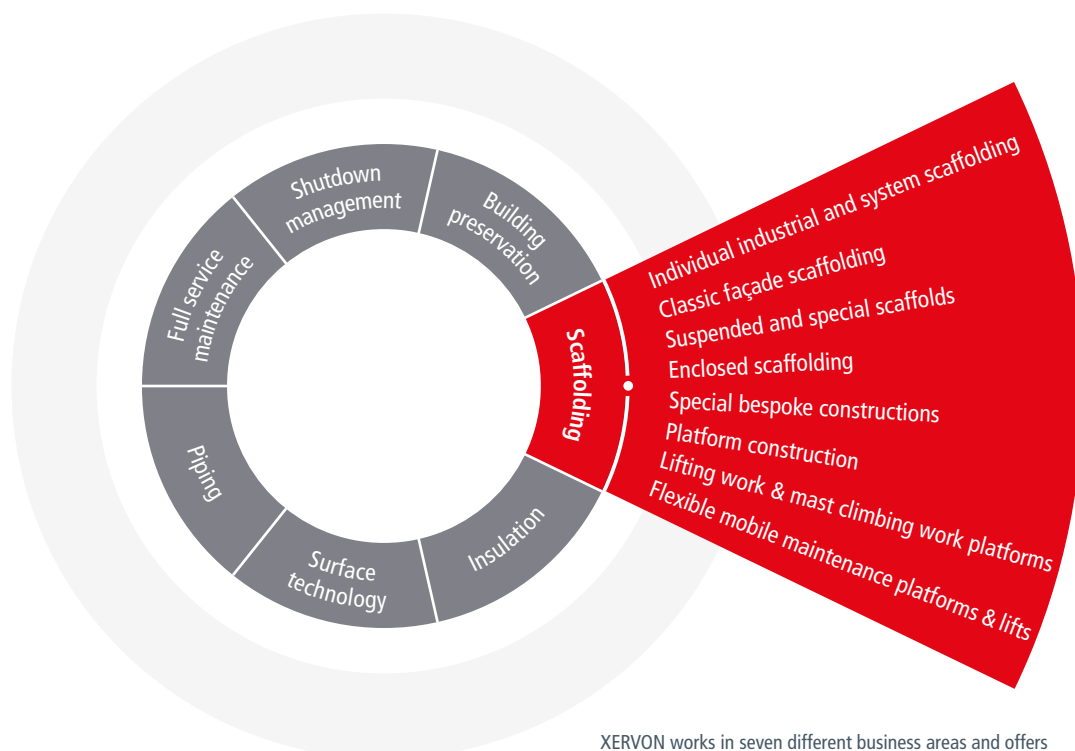 Shutdown
management
Building
preservation
Full service
maintenance
Scaffolding
Piping
Surface
technology
Insulation
Individual industrial and system scaffolding
Classic façade scaffolding
Suspended and special scaffolds
Enclosed scaffolding
Special bespoke constructions
Platform construction
Lifting work & mast climbing work platforms
Flexible mobile maintenance platforms & lifts
XERVON works in seven different business areas and offers